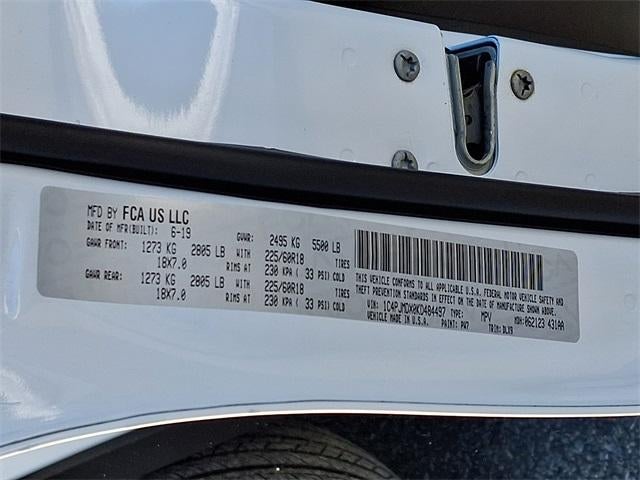 MFD BY FCA US LLC
DATE OF MFR(BUILT): 6-19 GVWR: 2495 KG 5500 LB
GAWR FRONT: 1273 KG 2805 LB WITH 225/60R18 TIRES
18X7.0 RIMS AT 230 KPA ( 33 PSI) COLD
GAWR REAR: 1273 KG 2805 LB WITH 225/60R18 TIRES
18X7.0 RIMS AT 230 KPA ( 33 PSI) COLD
THIS VEHICLE CONFORMS TO ALL APPLICABLE U.S.A. FEDERAL MOTOR VEHICLE SAFETY AND
THEFT PREVENTION STANDARDS IN EFFECT ON THE DATE OF MANUFACTURE SHOWN ABOVE.
VIN: 1C4PJMDX0KD484497 TYPE: MPV MDH: 062123 431AA
VEHICLE MADE IN U.S.A. PAINT: PW7 TRIM: DLX9